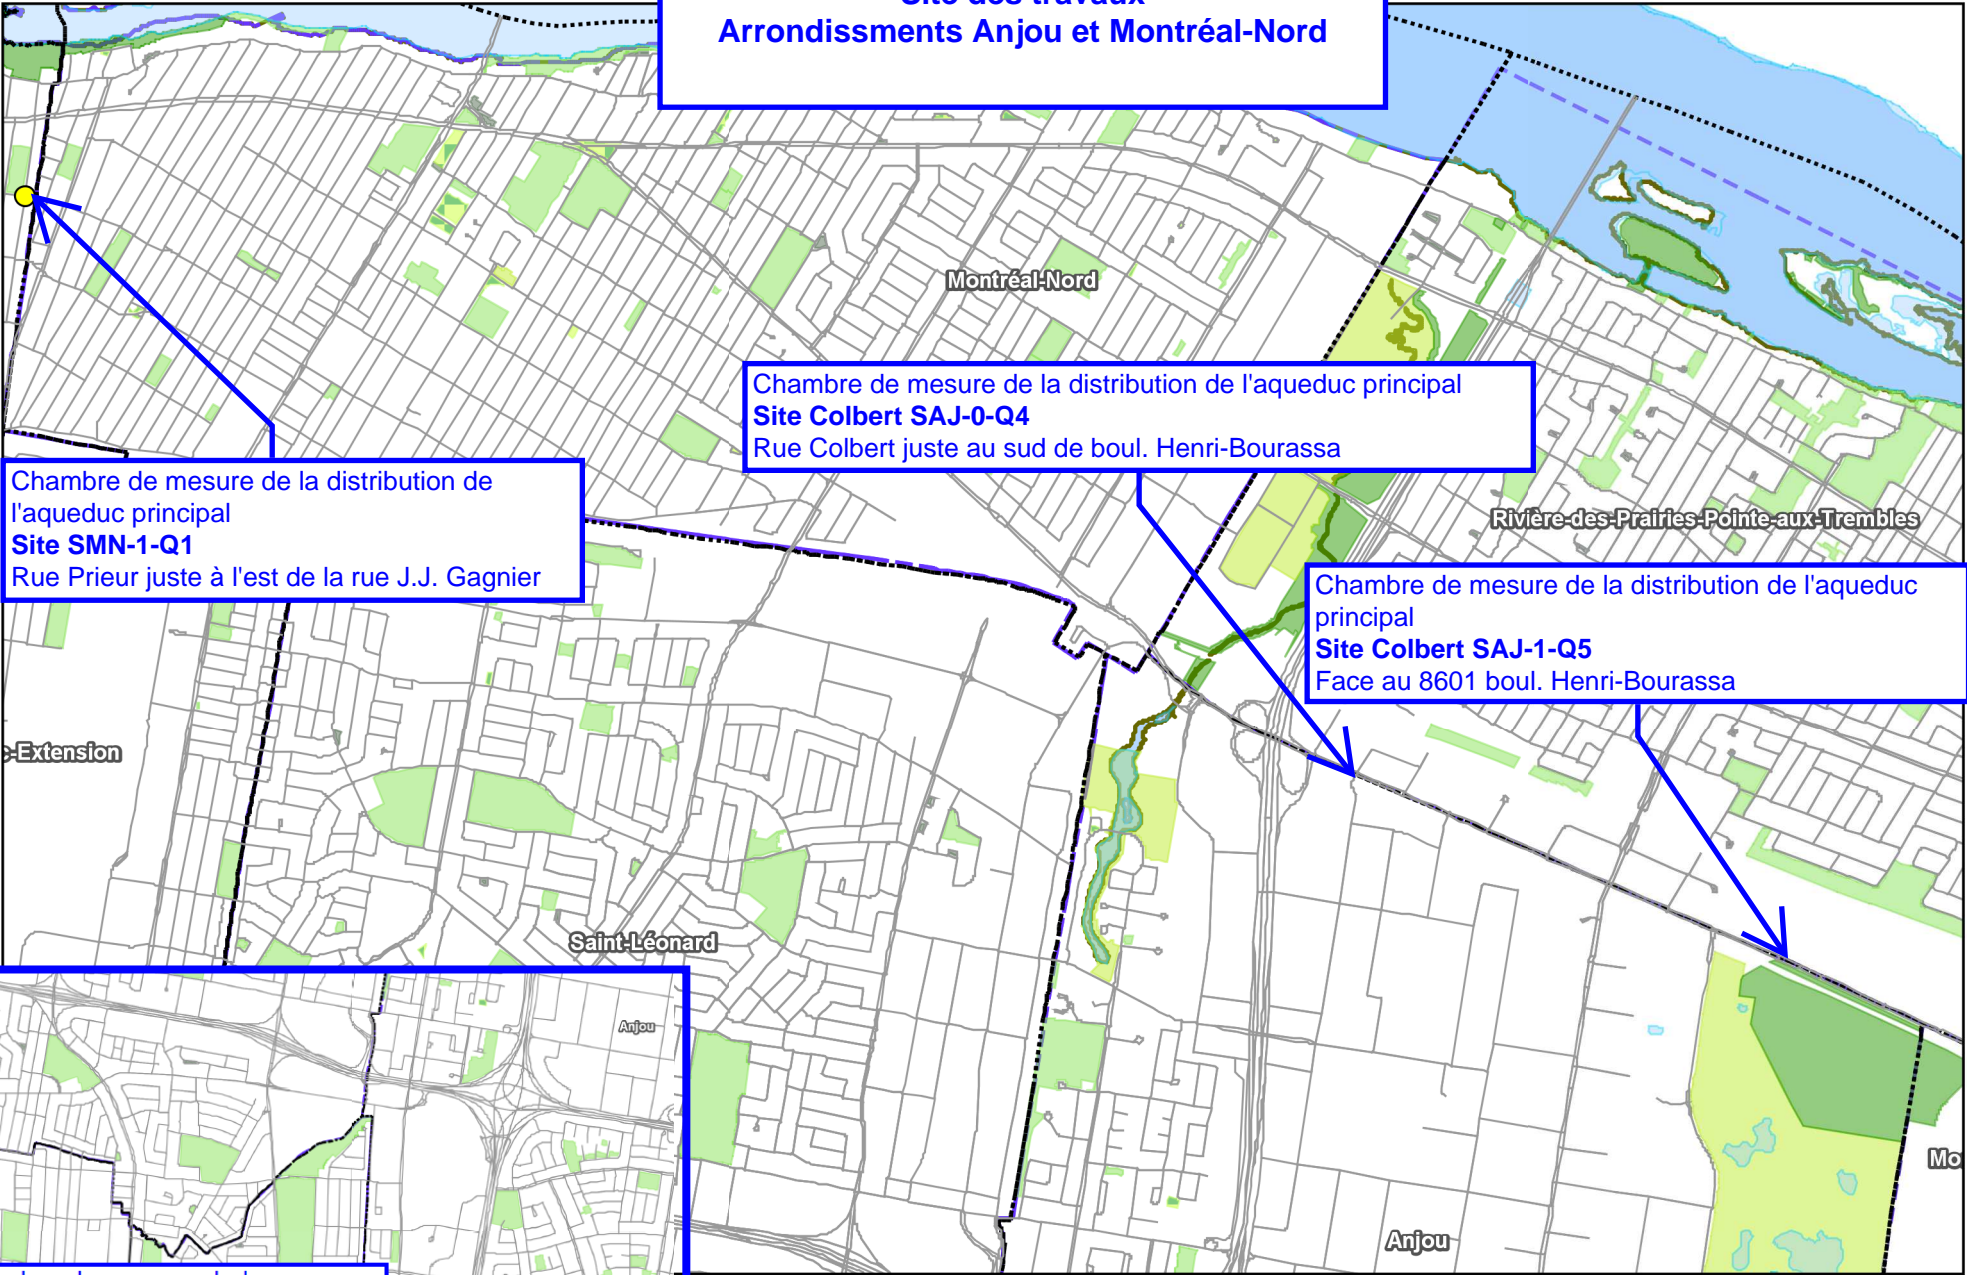 Site des travaux
Arrondissments Anjou et Montréal-Nord
Montréal-Nord
Chambre de mesure de la distribution de l'aqueduc principal
Site Colbert SAJ-0-Q4
Rue Colbert juste au sud de boul. Henri-Bourassa
Chambre de mesure de la distribution de
l'aqueduc principal
Site SMN-1-Q1
Rue Prieur juste à l'est de la rue J.J. Gagnier
Rivière-des-Prairies-Pointe-aux-Trembles
Chambre de mesure de la distribution de l'aqueduc
principal
Site Colbert SAJ-1-Q5
Face au 8601 boul. Henri-Bourassa
-Extension
Saint-Léonard
Anjou
Mo
Anjou